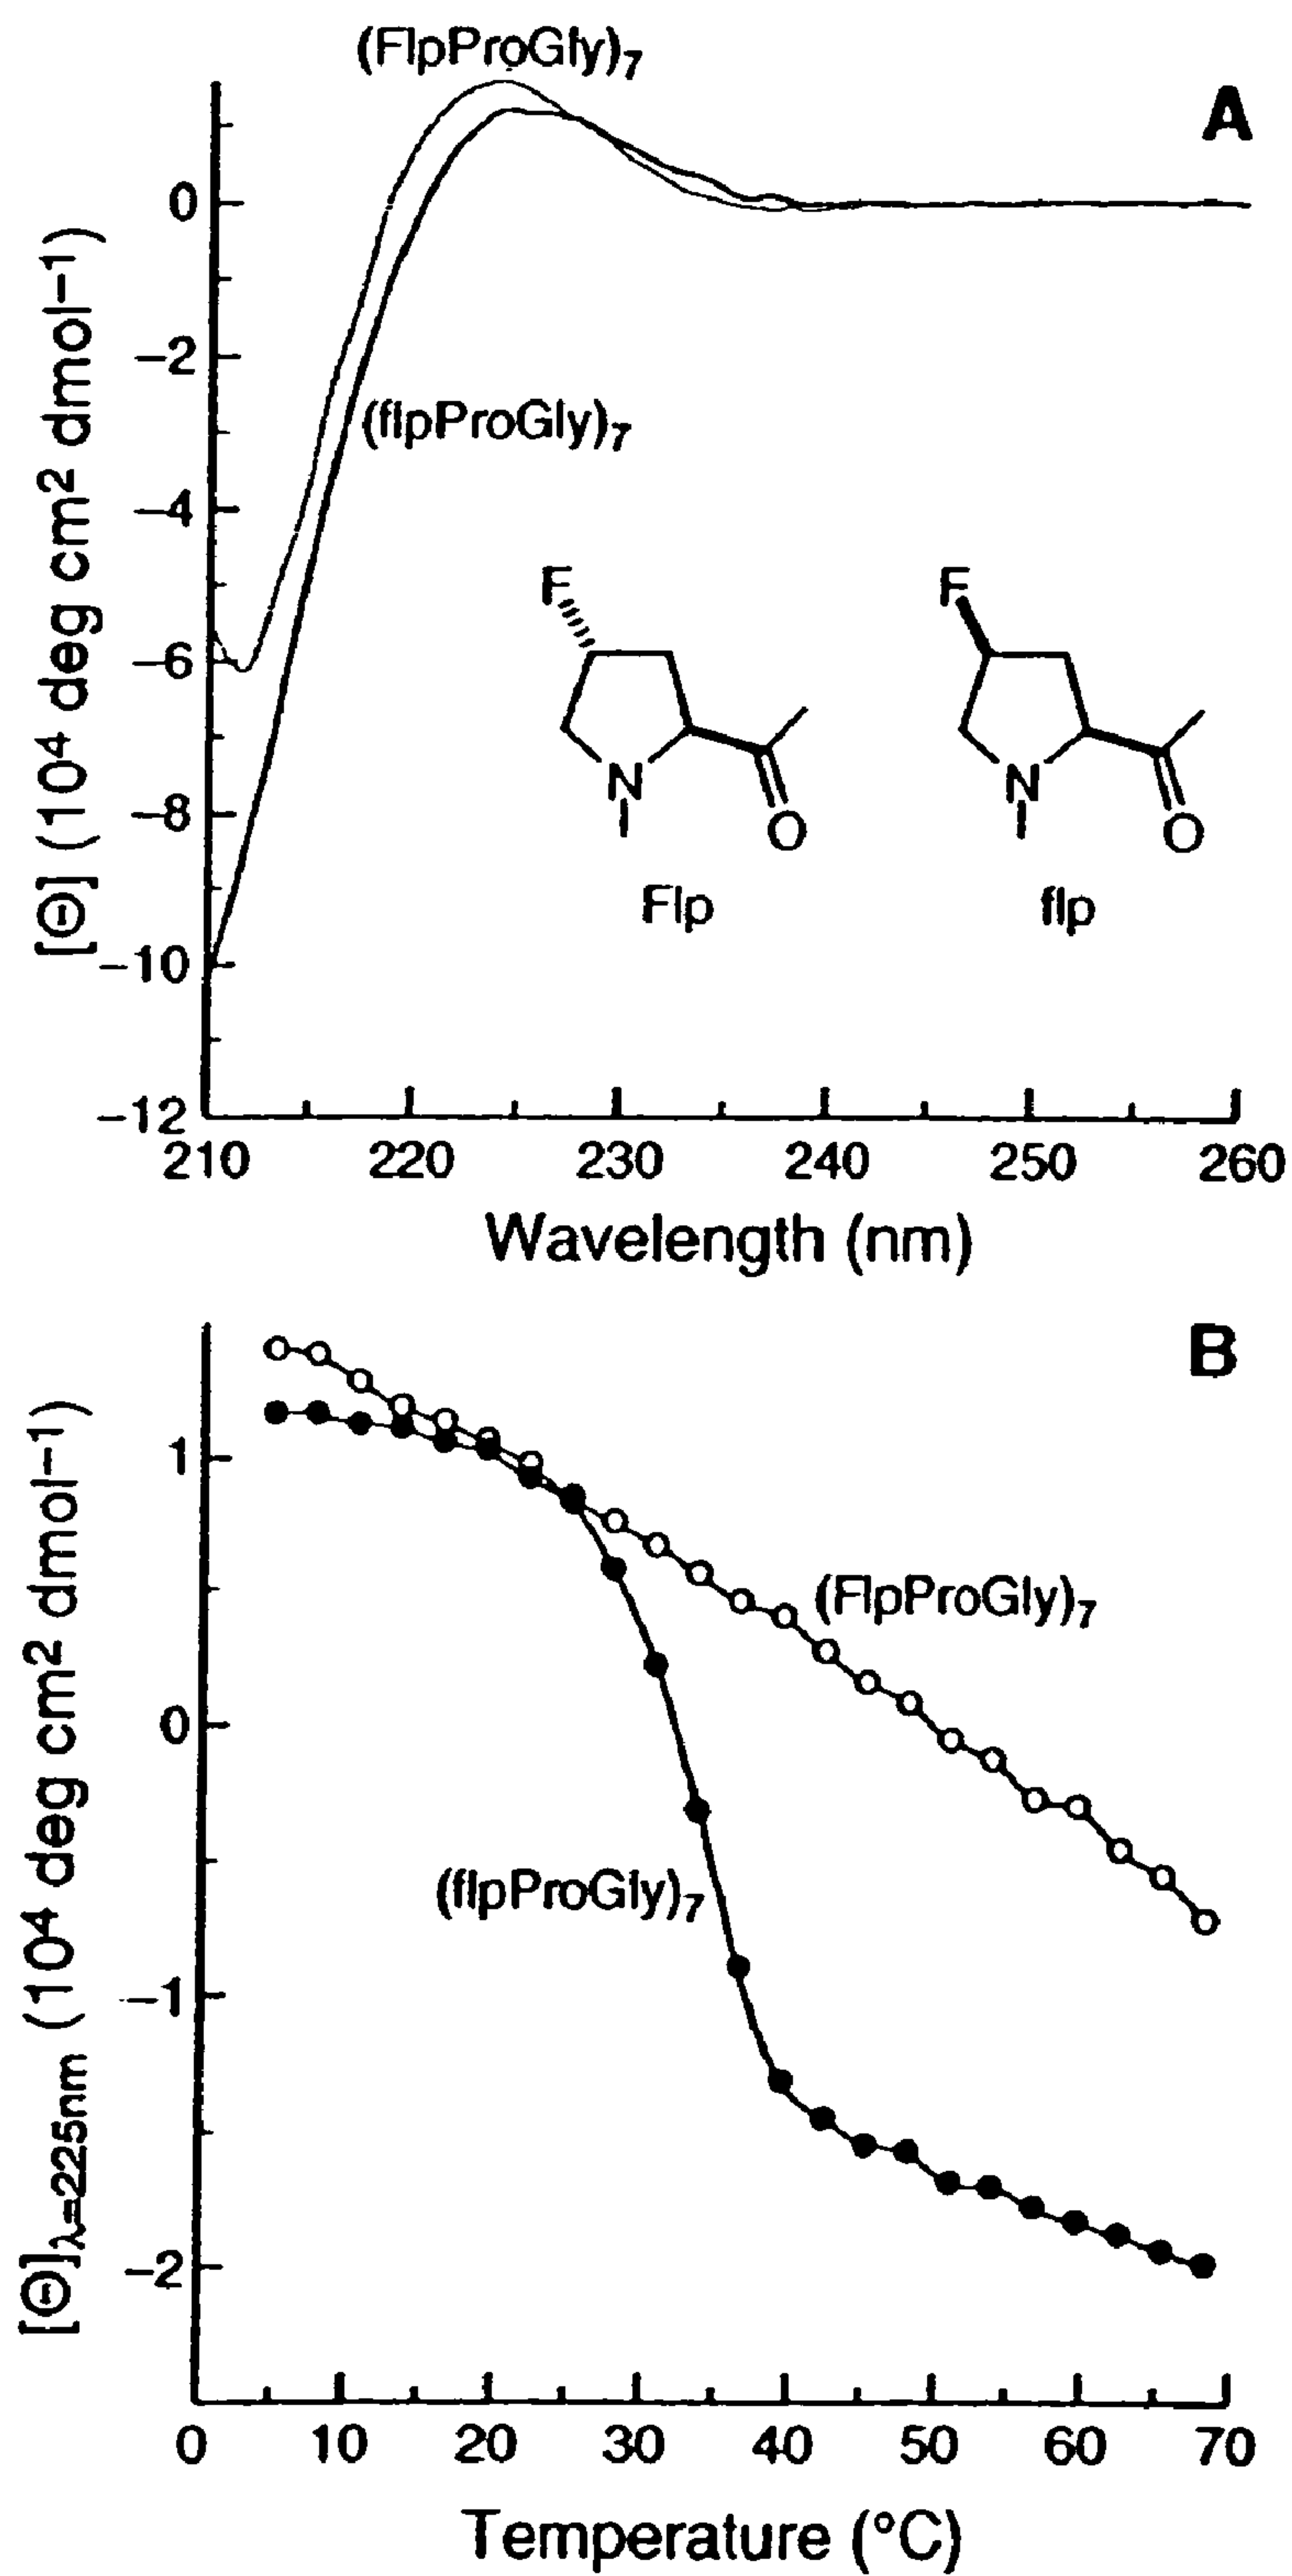 (FlpProGly)7
A
0
−2
−4
−6
−8
−10
−12
[Θ] (10⁴ deg cm² dmol⁻¹)
(flpProGly)7
F
N
O
Flp
F
N
O
flp
210 220 230 240 250 260
Wavelength (nm)
B
1
0
−1
−2
[Θ]λ=225nm (10⁴ deg cm² dmol⁻¹)
(FlpProGly)7
(flpProGly)7
0 10 20 30 40 50 60 70
Temperature (°C)